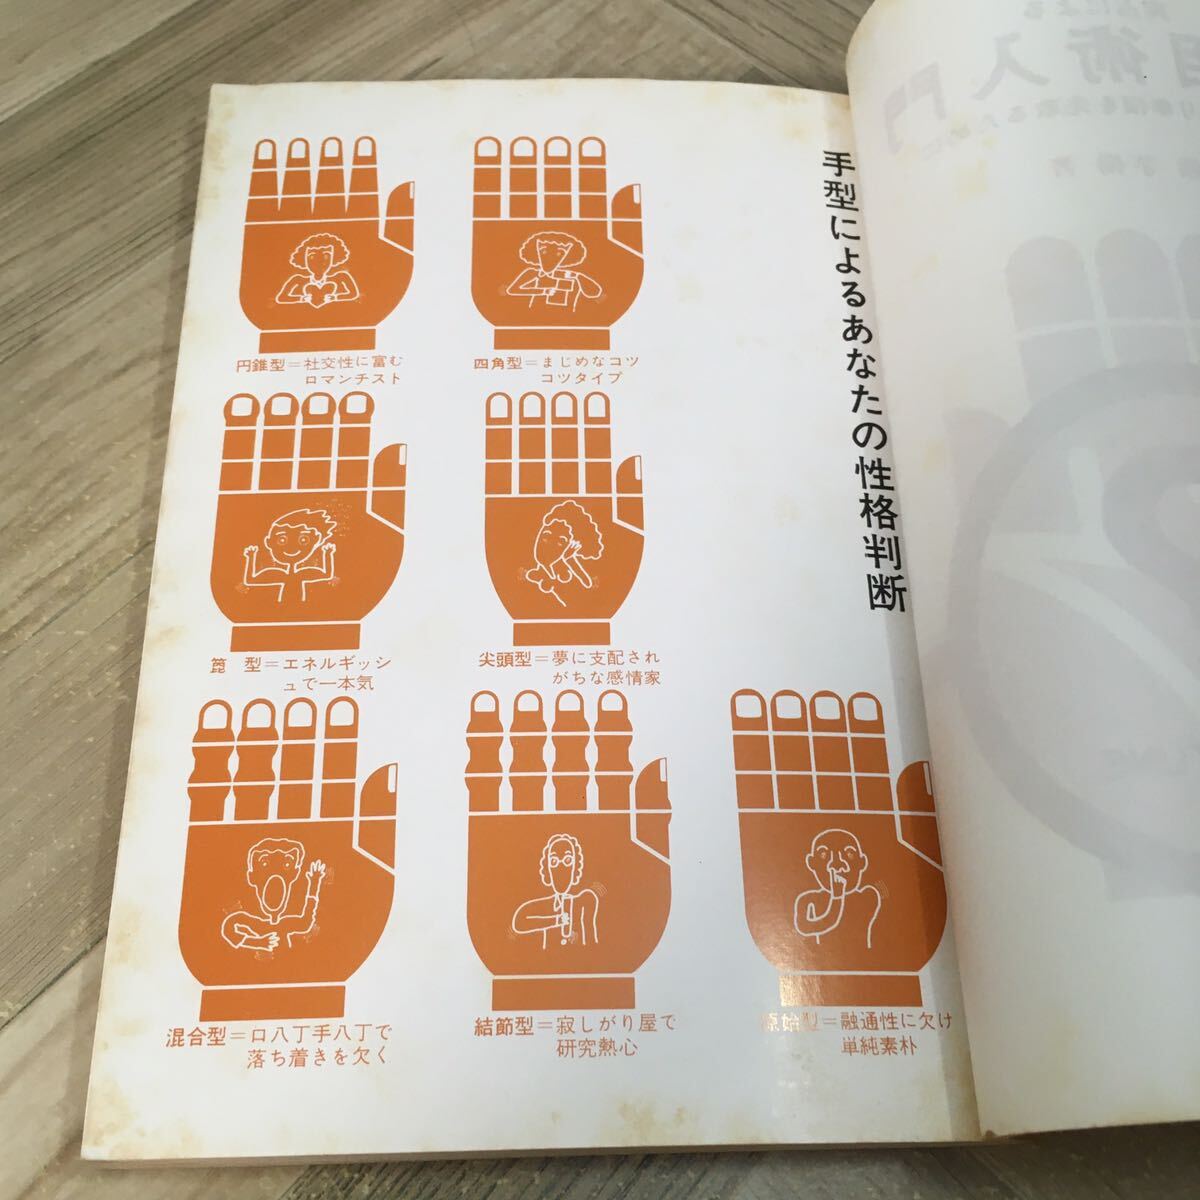 手型によるあなたの性格判断
円錐型＝社交性に富む
ロマンチスト
四角型＝まじめなコツ
コツタイプ
箆　型＝エネルギッシ
ュで一本気
尖頭型＝夢に支配され
がちな感情家
混合型＝口八丁手八丁で
落ち着きを欠く
結節型＝寂しがり屋で
研究熱心
原始型＝融通性に欠け
単純素朴
相術入門